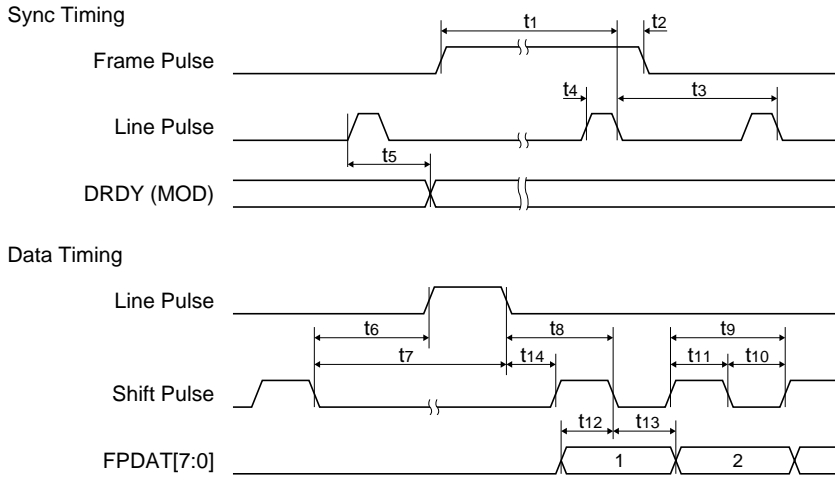 Sync Timing
t1 t2
Frame Pulse
t4 t3
Line Pulse
t5
DRDY (MOD)
Data Timing
Line Pulse
t6 t8 t9
t7 t14 t11 t10
Shift Pulse
t12 t13
FPDAT[7:0] 1 2